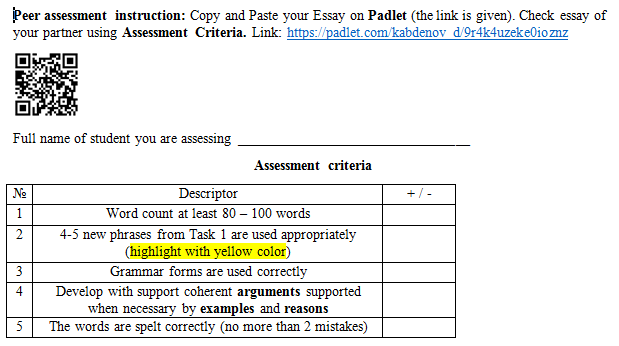 Peer assessment instruction: Copy and Paste your Essay on Padlet (the link is given). Check essay of
your partner using Assessment Criteria. Link: https://padlet.com/kabdenov_d/9r4k4uzeke0ioznz
Full name of student you are assessing ___________________________________
Assessment criteria
№ Descriptor + / -
1 Word count at least 80 – 100 words
2 4-5 new phrases from Task 1 are used appropriately
(highlight with yellow color)
3 Grammar forms are used correctly
4 Develop with support coherent arguments supported
when necessary by examples and reasons
5 The words are spelt correctly (no more than 2 mistakes)